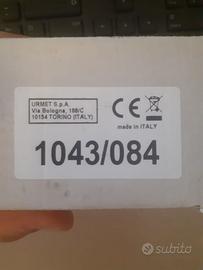 URMET S.p.A.
Via Bologna, 188/C
10154 TORINO (ITALY)
CE
made in ITALY
1043/084
subito